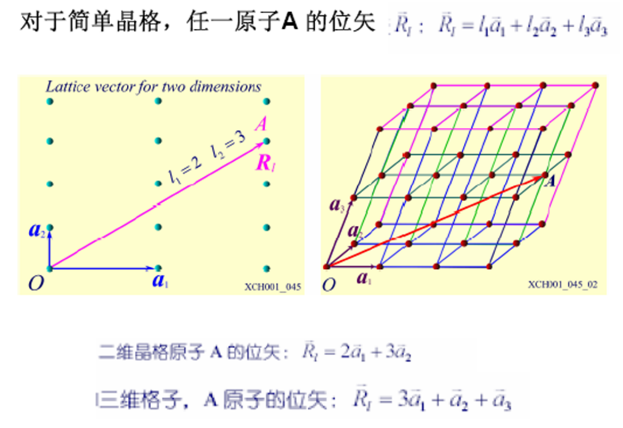 对于简单晶格，任一原子A 的位矢 R⃗ₗ： R⃗ₗ = l₁a⃗₁ + l₂a⃗₂ + l₃a⃗₃
Lattice vector for two dimensions
A
l₁=2 l₂=3
Rₗ
a₂
O
a₁
XCH001_045
A
a₃
a₂
O
a₁
XCH001_045_02
二维晶格原子 A 的位矢： R⃗ₗ = 2a⃗₁ + 3a⃗₂
三维格子，A 原子的位矢： R⃗ₗ = 3a⃗₁ + a⃗₂ + a⃗₃